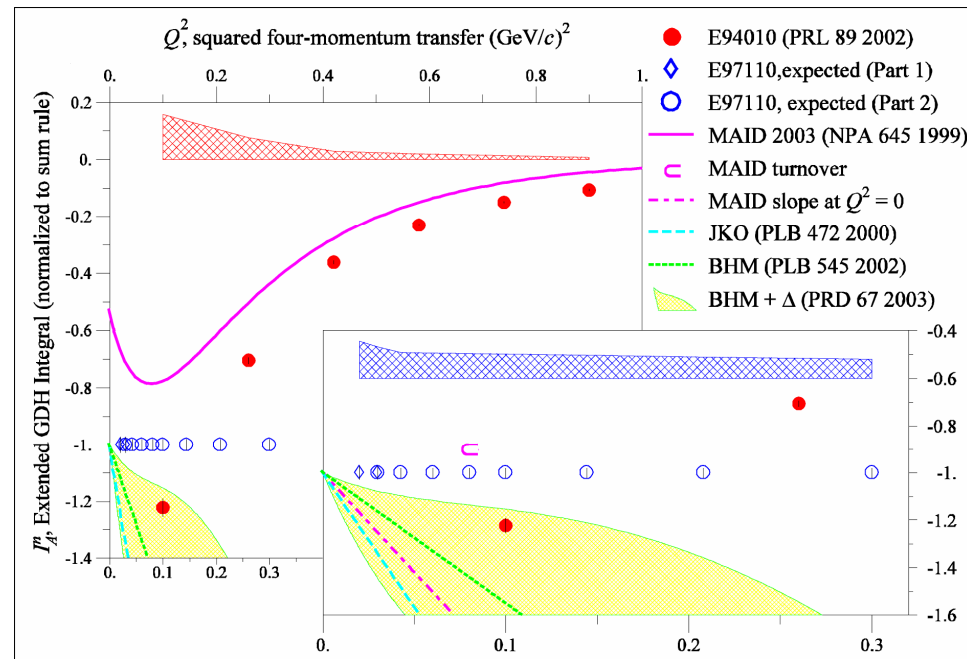 Q², squared four-momentum transfer (GeV/c)²
0. 0.2 0.4 0.6 0.8 1.
E94010 (PRL 89 2002)
E97110,expected (Part 1)
E97110, expected (Part 2)
MAID 2003 (NPA 645 1999)
MAID turnover
MAID slope at Q² = 0
JKO (PLB 472 2000)
BHM (PLB 545 2002)
BHM + Δ (PRD 67 2003)
Iⁿ_A, Extended GDH Integral (normalized to sum rule)
0.2
0.
-0.2
-0.4
-0.6
-0.8
-1.
-1.2
-1.4
0. 0.1 0.2 0.3
-0.4
-0.6
-0.8
-1.
-1.2
-1.4
-1.6
0. 0.1 0.2 0.3